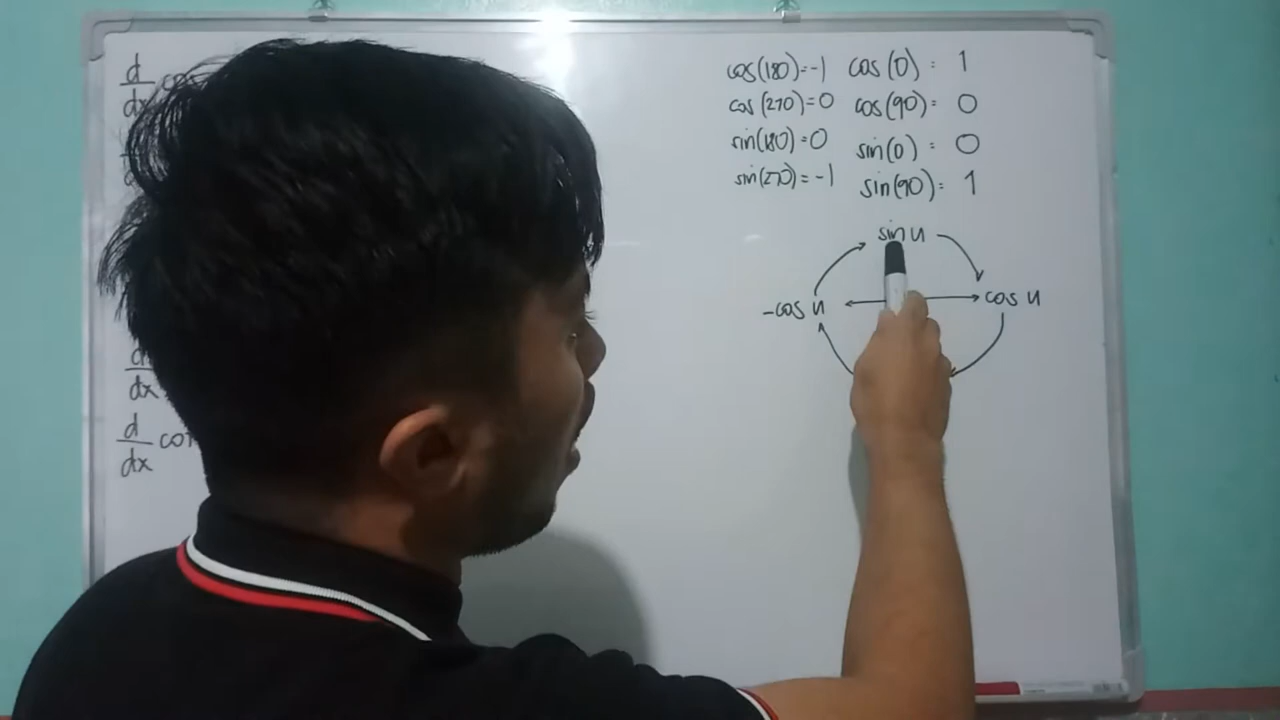 d
dx
cos(180)=-1 cos(0) = 1
cos(270)=0 cos(90) = 0
sin(180)=0 sin(0) = 0
sin(270)=-1 sin(90) = 1
sin u
-cos u cos u
dx
d
dx